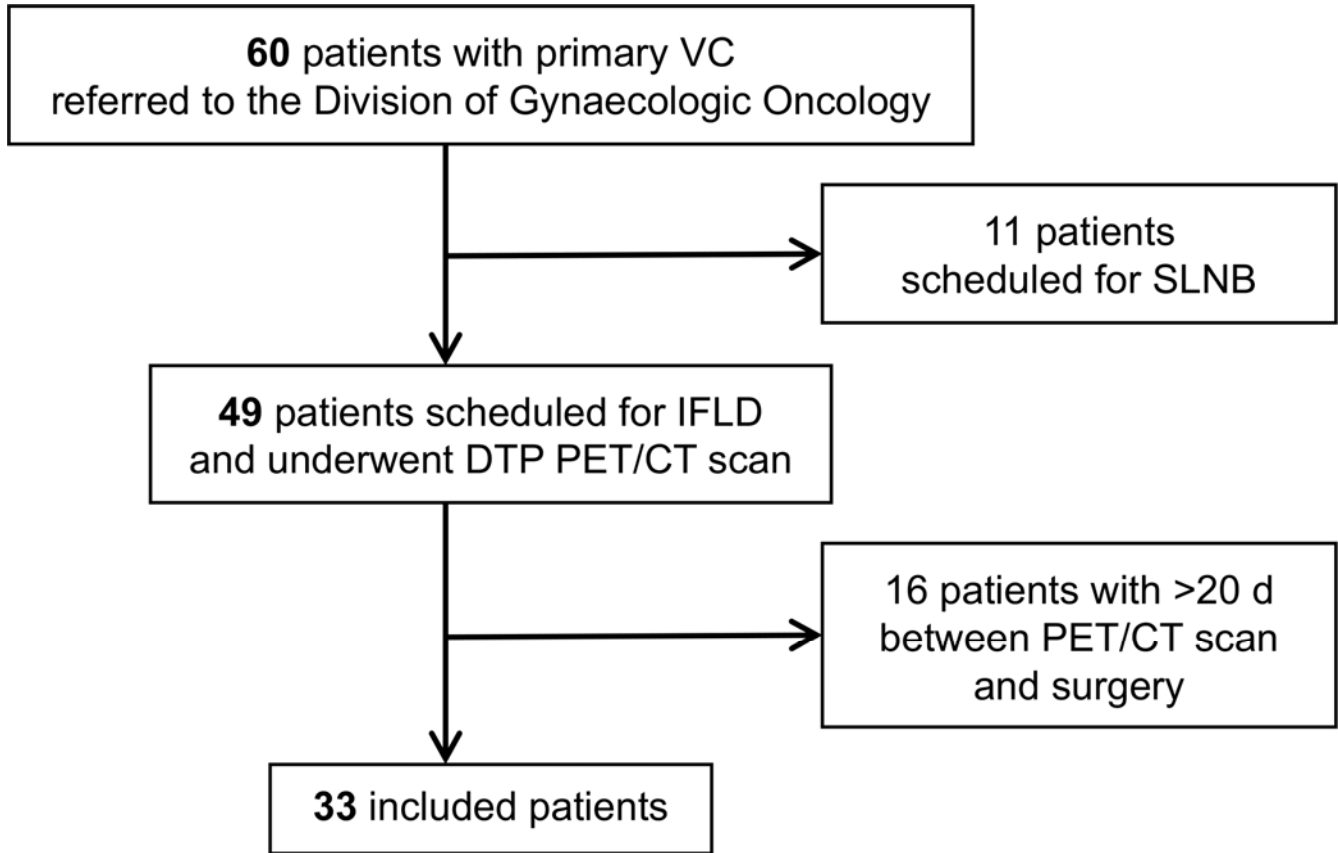 60 patients with primary VC
referred to the Division of Gynaecologic Oncology
11 patients
scheduled for SLNB
49 patients scheduled for IFLD
and underwent DTP PET/CT scan
16 patients with >20 d
between PET/CT scan
and surgery
33 included patients